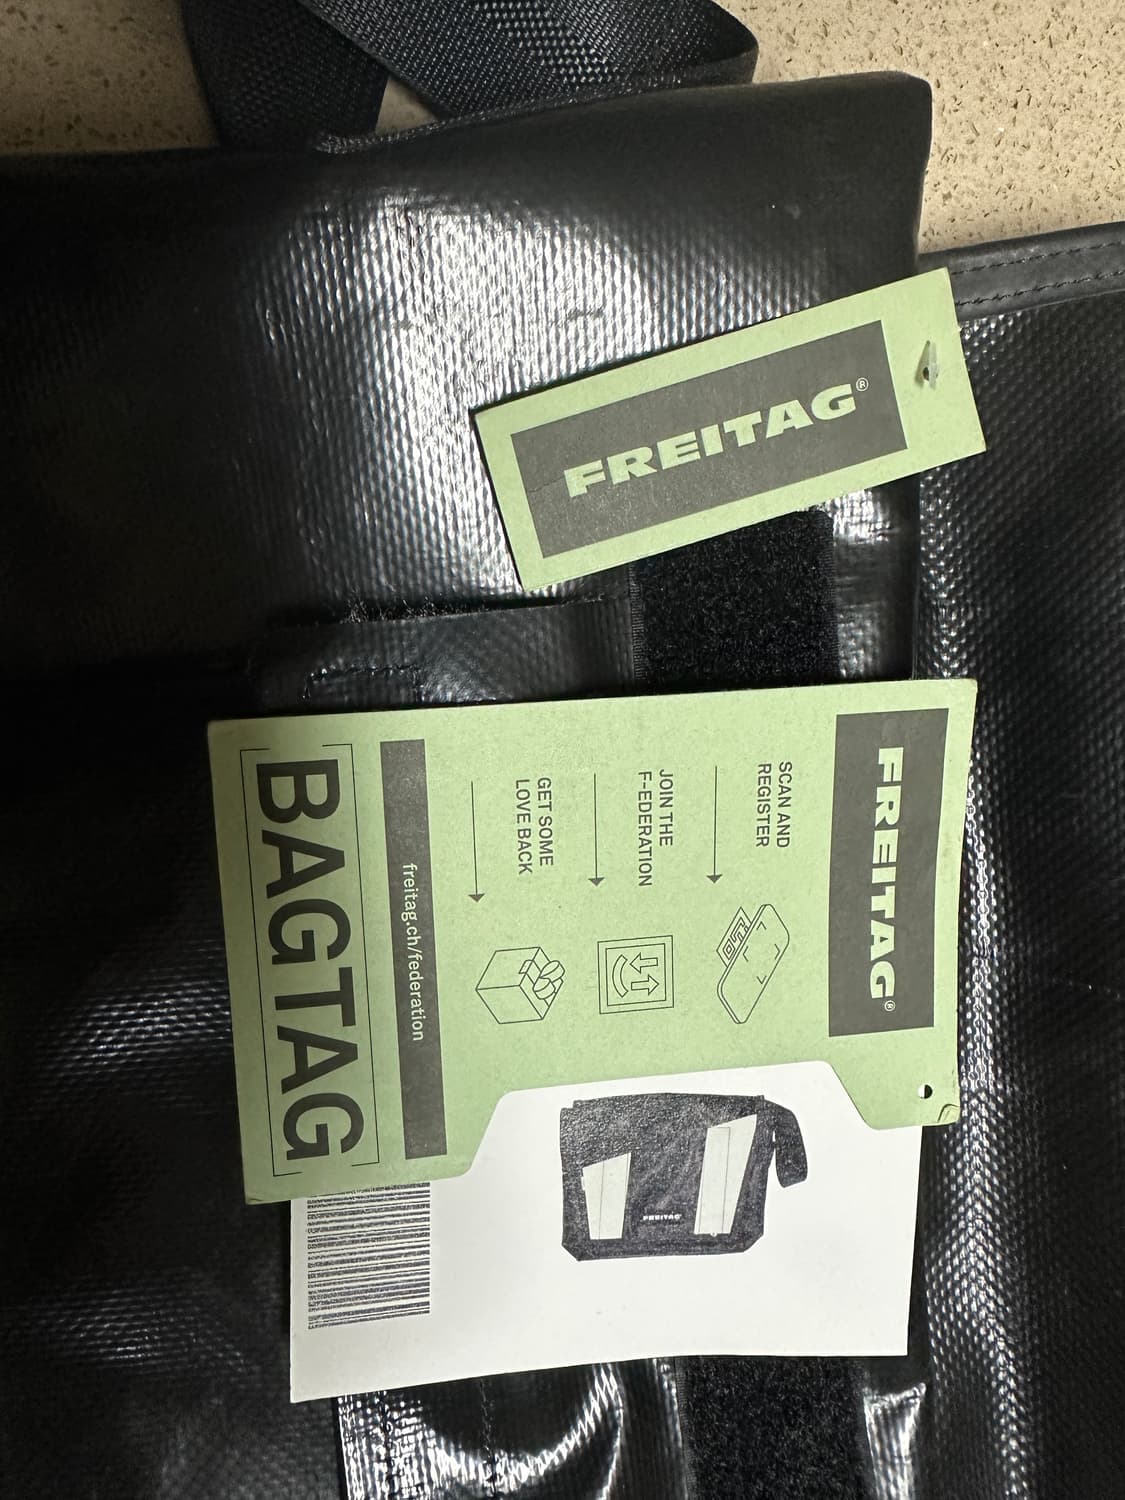 FREITAG®
FREITAG®
SCAN AND
REGISTER
JOIN THE
F-EDERATION
GET SOME
LOVE BACK
freitag.ch/federation
[BAGTAG]
FREITAG